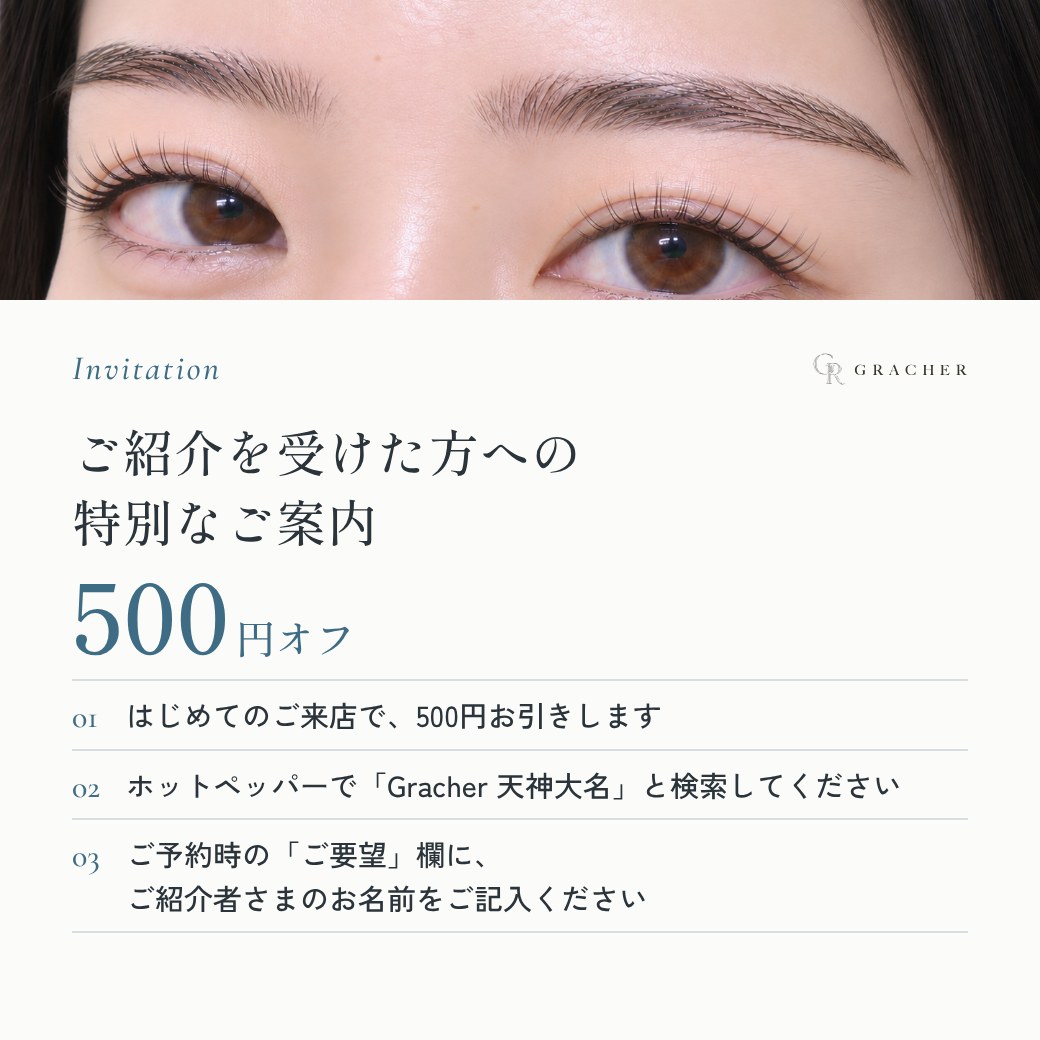 Invitation
GR GRACHER
ご紹介を受けた方への
特別なご案内
500円オフ
01 はじめてのご来店で、500円お引きします
02 ホットペッパーで「Gracher 天神大名」と検索してください
03 ご予約時の「ご要望」欄に、
ご紹介者さまのお名前をご記入ください